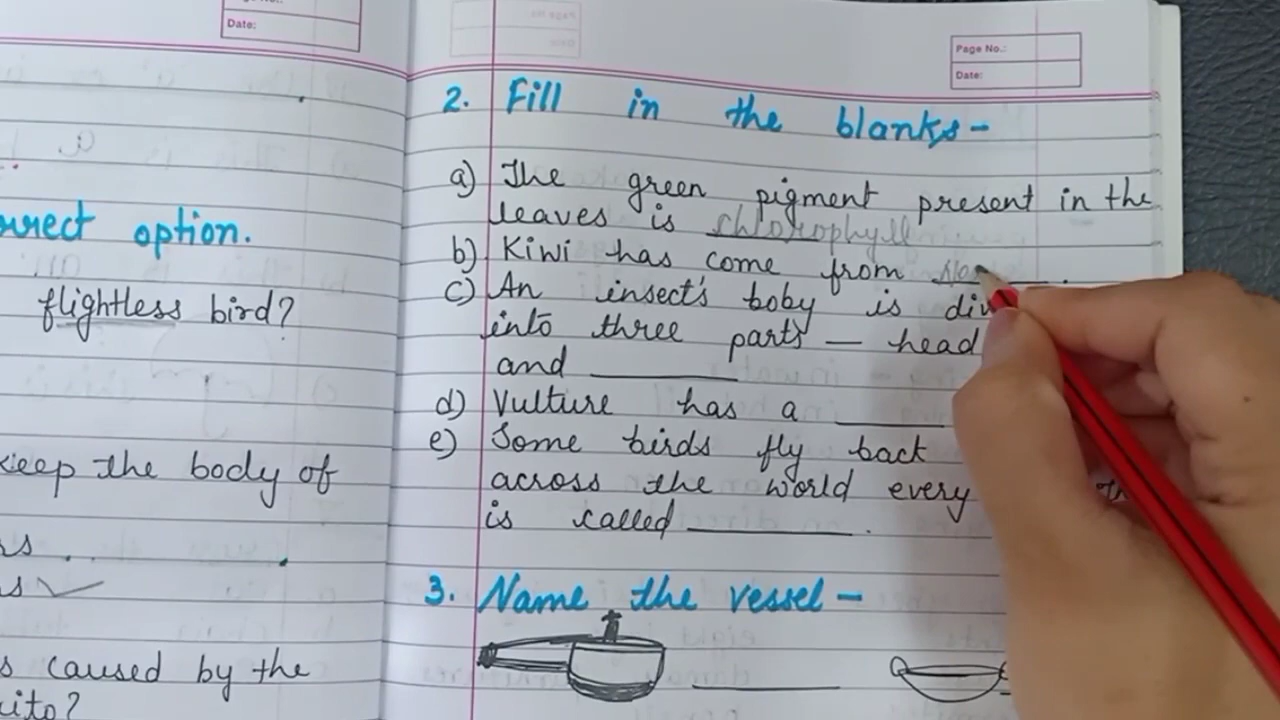 Date:
Page No.:
Date:
2. Fill in the blanks-
a) The green pigment present in the
leaves is chlorophyll
b) Kiwi has come from
c) An insect's boby is div
into three parts – head
and
d) Vulture has a
e) Some birds fly back
across the world every
is called .
3. Name the vessel-
option.
flightless bird?
keep the body of
caused by the